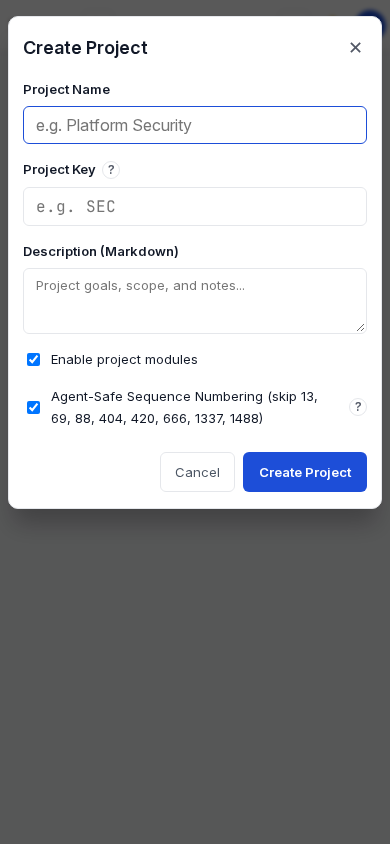 Create Project
Project Name
e.g. Platform Security
Project Key ?
e.g. SEC
Description (Markdown)
Project goals, scope, and notes...
Enable project modules
Agent-Safe Sequence Numbering (skip 13,
69, 88, 404, 420, 666, 1337, 1488)
?
Cancel
Create Project